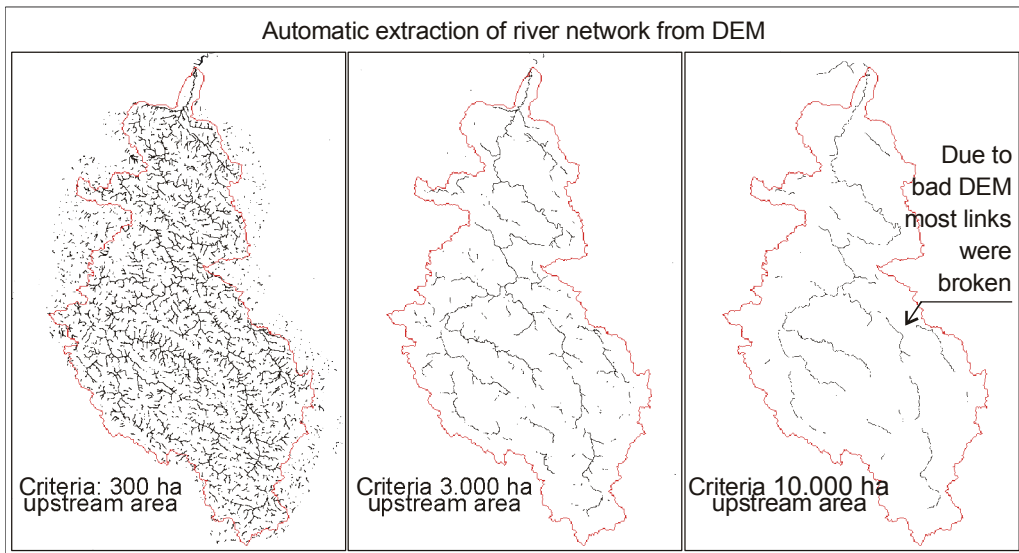 Automatic extraction of river network from DEM
Criteria: 300 ha
upstream area
Criteria 3.000 ha
upstream area
Criteria 10.000 ha
upstream area
Due to
bad DEM
most links
were
broken